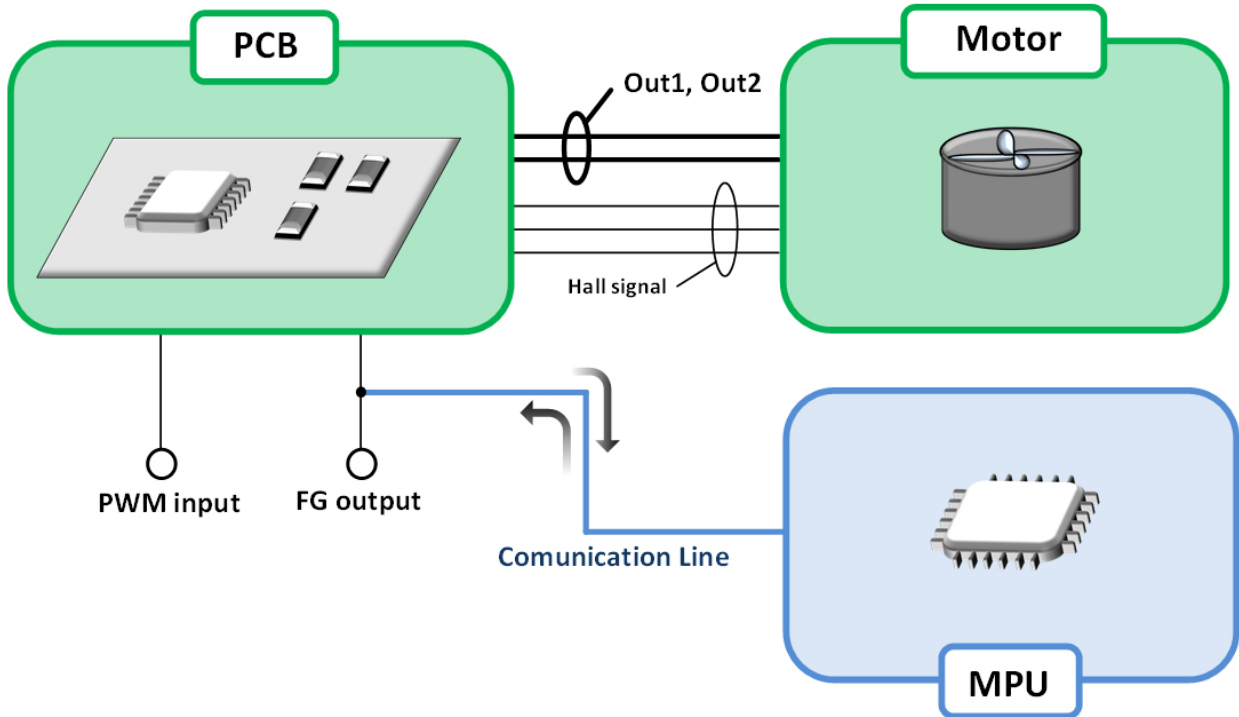 PCB
Motor
Out1, Out2
Hall signal
PWM input
FG output
Comunication Line
MPU